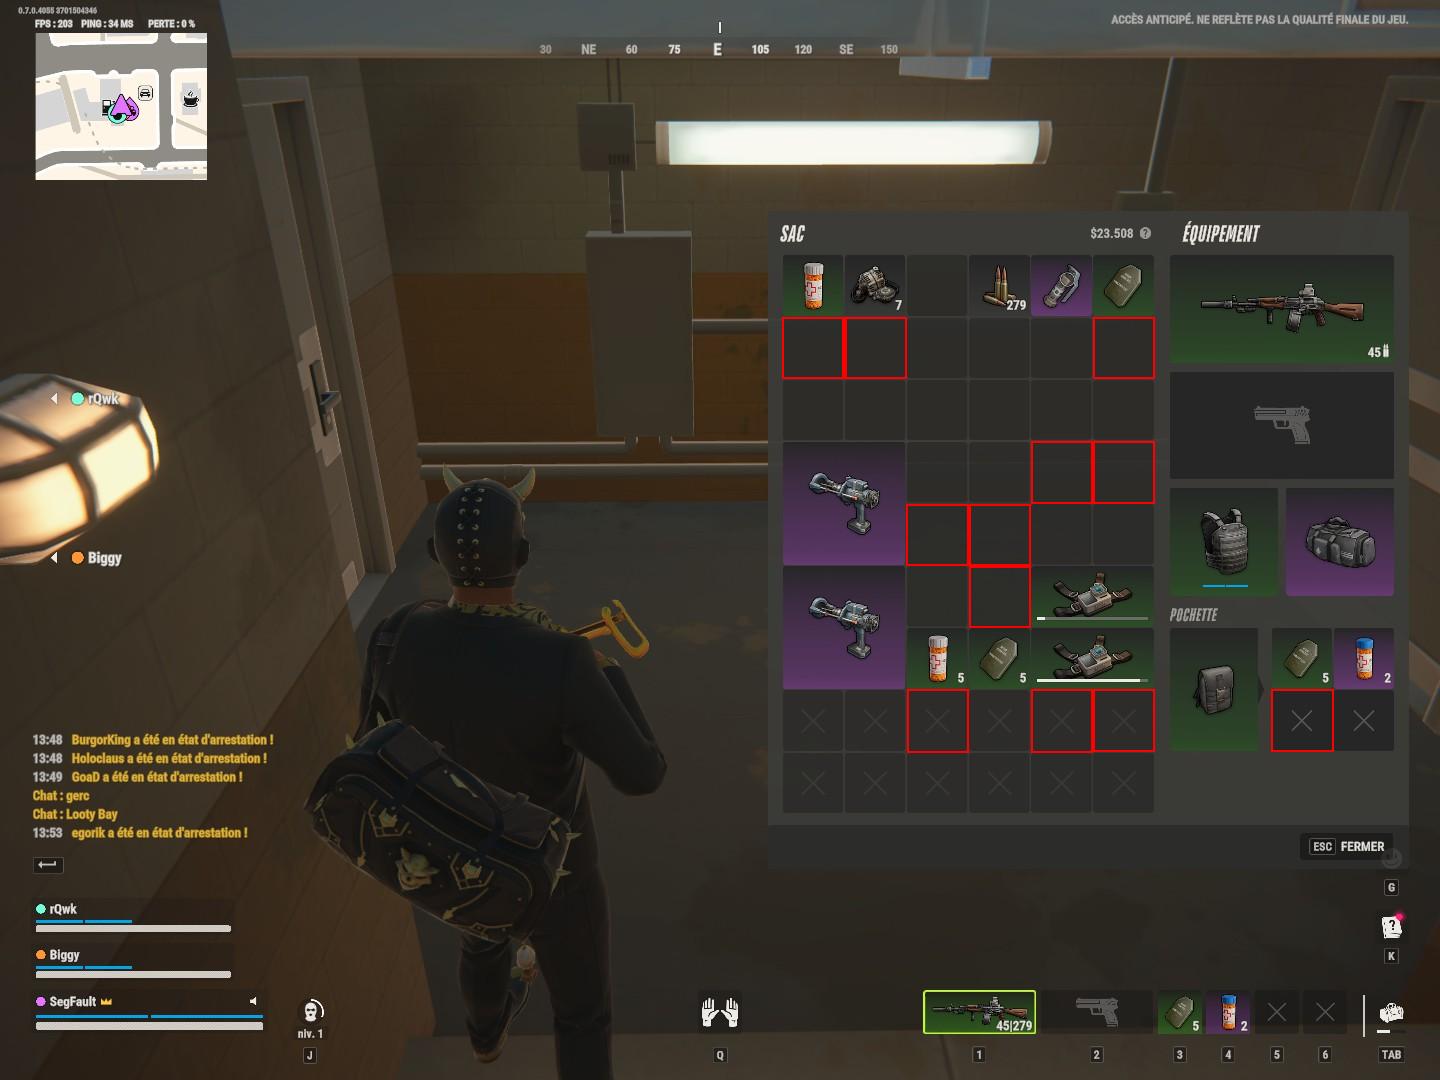 0.7.0.4055 3701504346
FPS : 203 PING : 34 MS PERTE : 0 %
ACCÈS ANTICIPÉ. NE REFLÈTE PAS LA QUALITÉ FINALE DU JEU.
30 NE 60 75 E 105 120 SE 150
SAC
$23.508 ?
ÉQUIPEMENT
7
279
45
rQwk
Biggy
POCHETTE
5
5
5
2
13:48 BurgorKing a été en état d'arrestation !
13:48 Holoclaus a été en état d'arrestation !
13:49 GoaD a été en état d'arrestation !
Chat : gerc
Chat : Looty Bay
13:53 egorik a été en état d'arrestation !
ESC FERMER
G
rQwk
?
Biggy
K
SegFault
niv. 1
J
Q
45|279
5
2
1
2
3
4
5
6
TAB